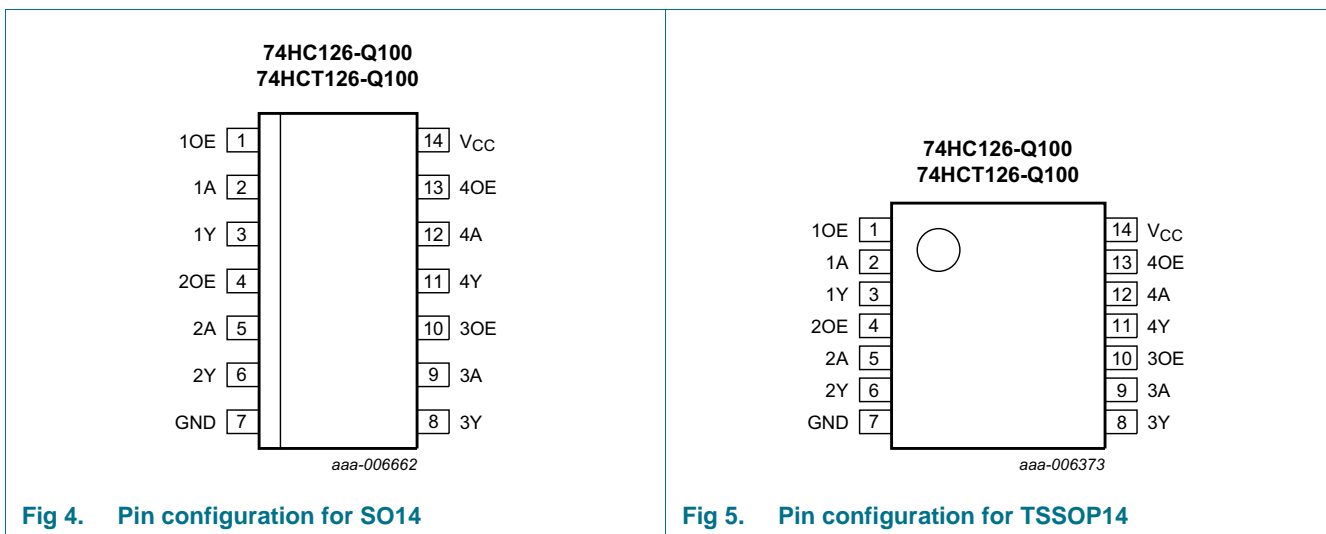 74HC126-Q100
74HCT126-Q100
1OE 1 14 VCC
1A 2 13 4OE
1Y 3 12 4A
2OE 4 11 4Y
2A 5 10 3OE
2Y 6 9 3A
GND 7 8 3Y
aaa-006662
Fig 4. Pin configuration for SO14
74HC126-Q100
74HCT126-Q100
1OE 1 14 VCC
1A 2 13 4OE
1Y 3 12 4A
2OE 4 11 4Y
2A 5 10 3OE
2Y 6 9 3A
GND 7 8 3Y
aaa-006373
Fig 5. Pin configuration for TSSOP14